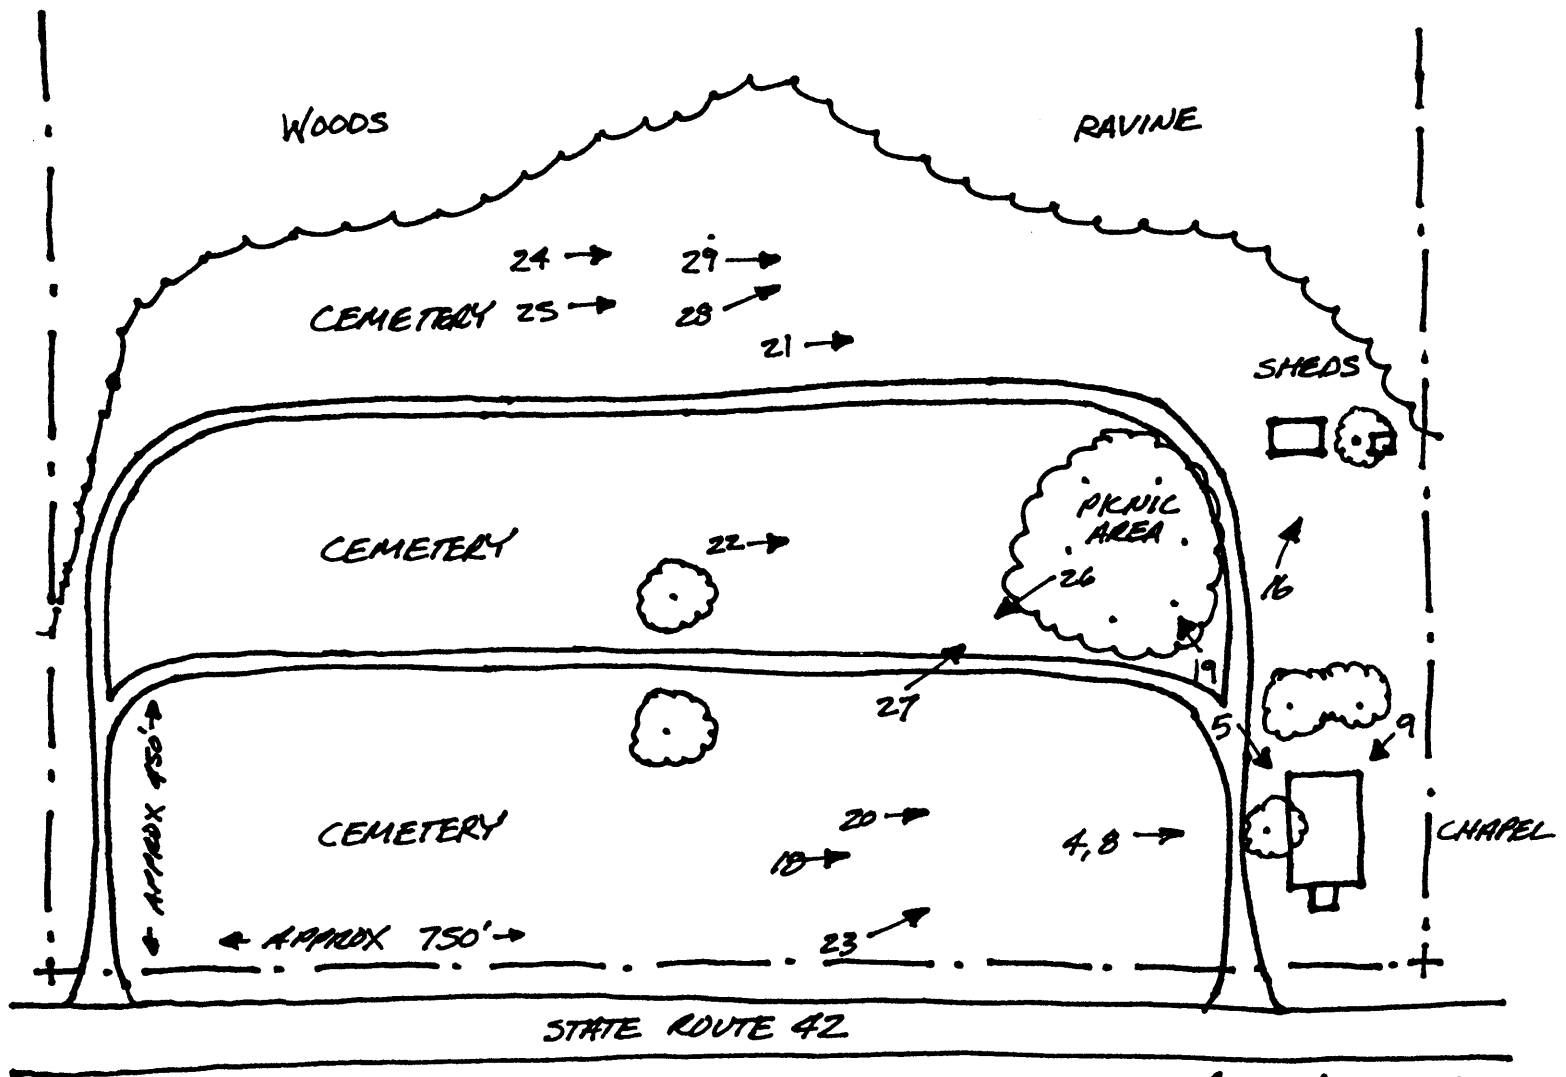 WOODS
RAVINE
24
29
CEMETERY 25
28
21
SHEDS
PICNIC
AREA
CEMETERY
22
26
16
19
27
5
9
APPROX 450'
20
CEMETERY
4,8
CHAPEL
18
APPROX 750'
23
STATE ROUTE 42